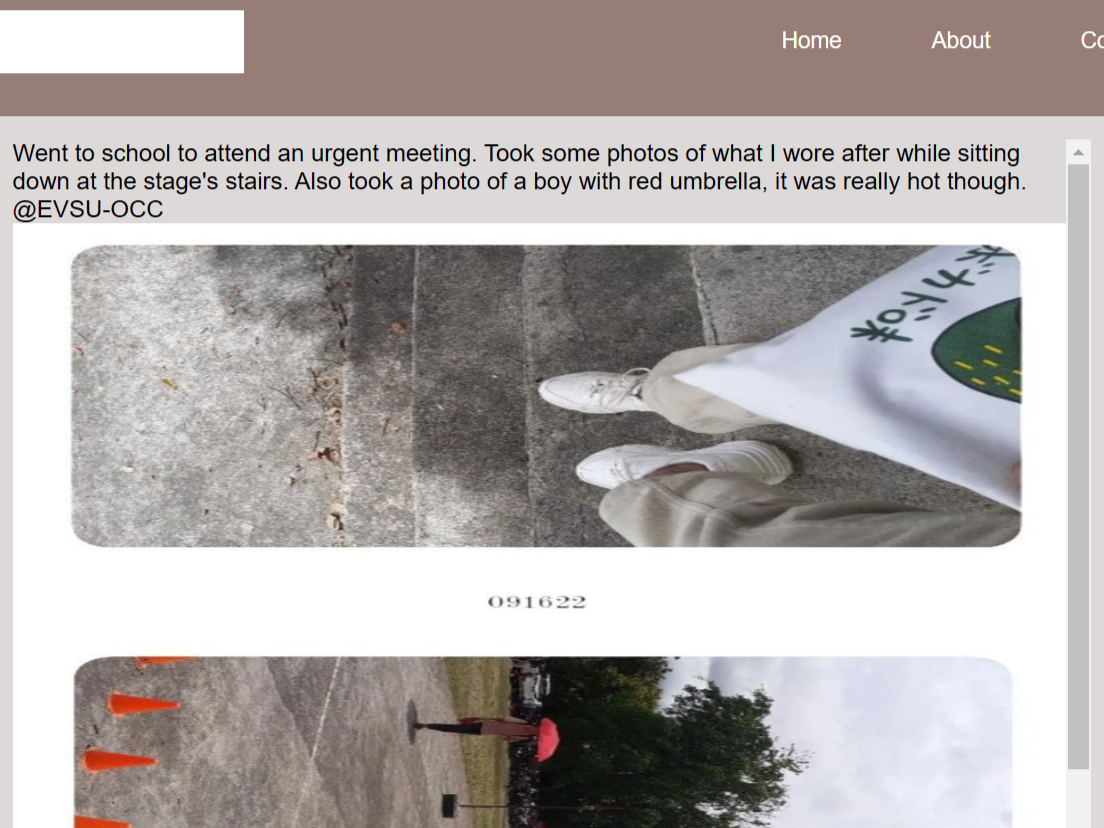 Home About
Went to school to attend an urgent meeting. Took some photos of what I wore after while sitting
down at the stage's stairs. Also took a photo of a boy with red umbrella, it was really hot though.
@EVSU-OCC
091622